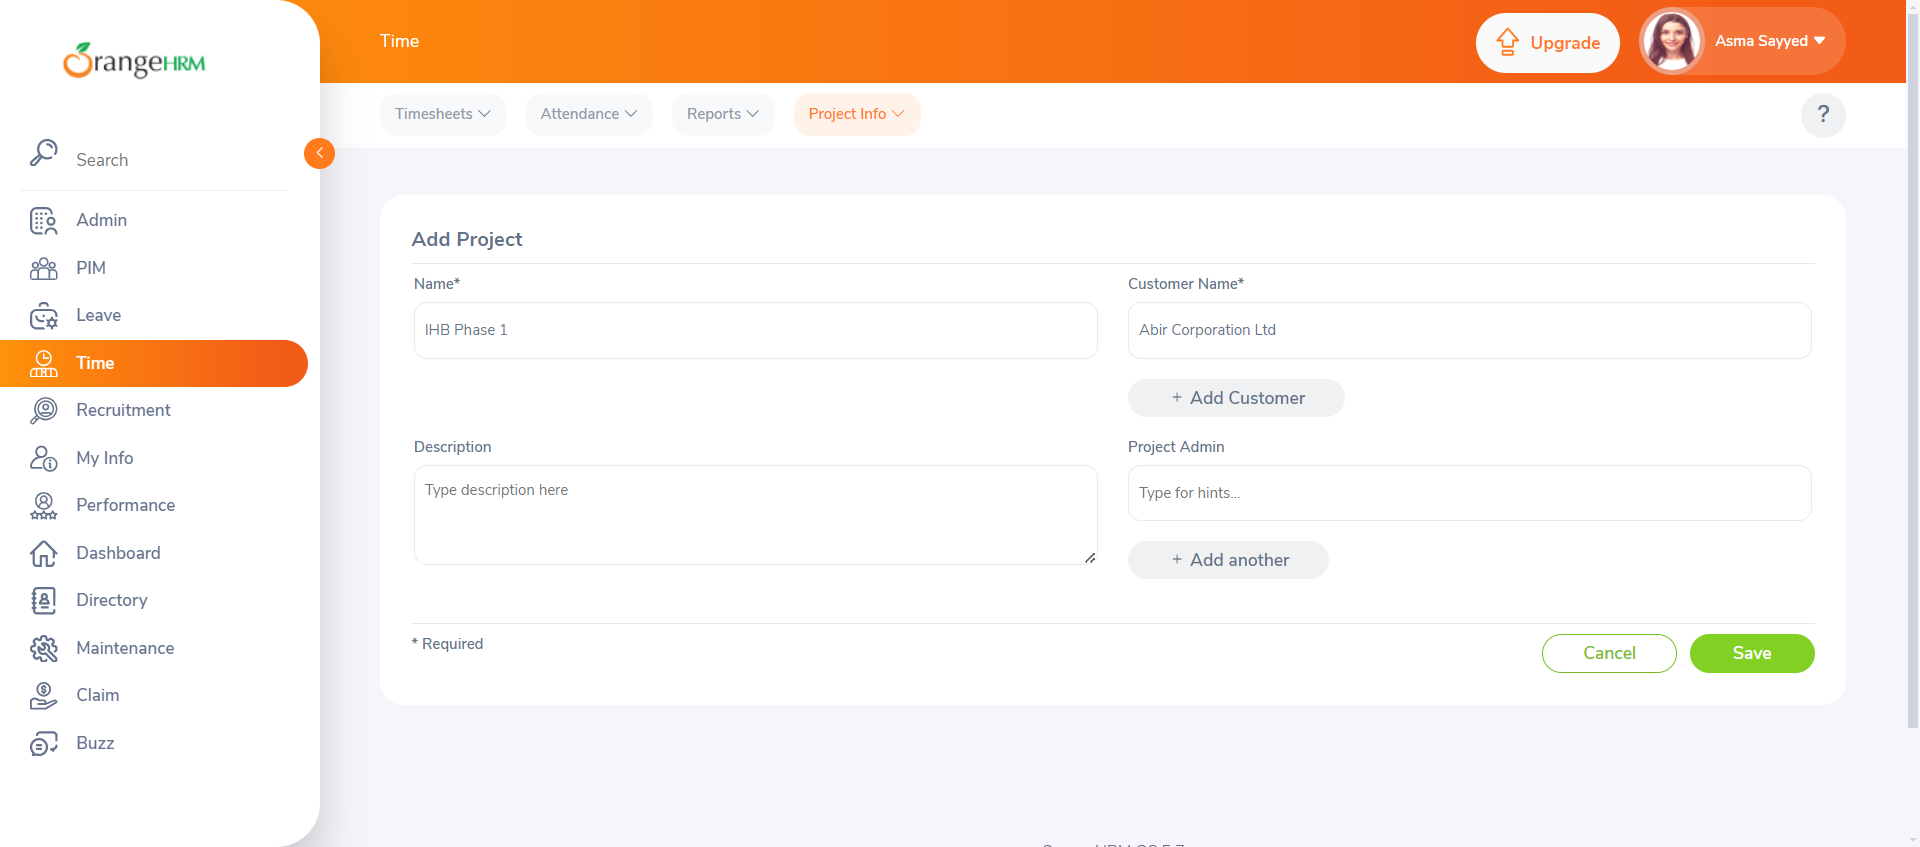 OrangeHRM
Time
Upgrade
Asma Sayyed
Timesheets
Attendance
Reports
Project Info
?
Search
Admin
PIM
Leave
Time
Recruitment
My Info
Performance
Dashboard
Directory
Maintenance
Claim
Buzz
Add Project
Name*
Customer Name*
IHB Phase 1
Abir Corporation Ltd
+ Add Customer
Description
Project Admin
Type description here
Type for hints...
+ Add another
* Required
Cancel
Save